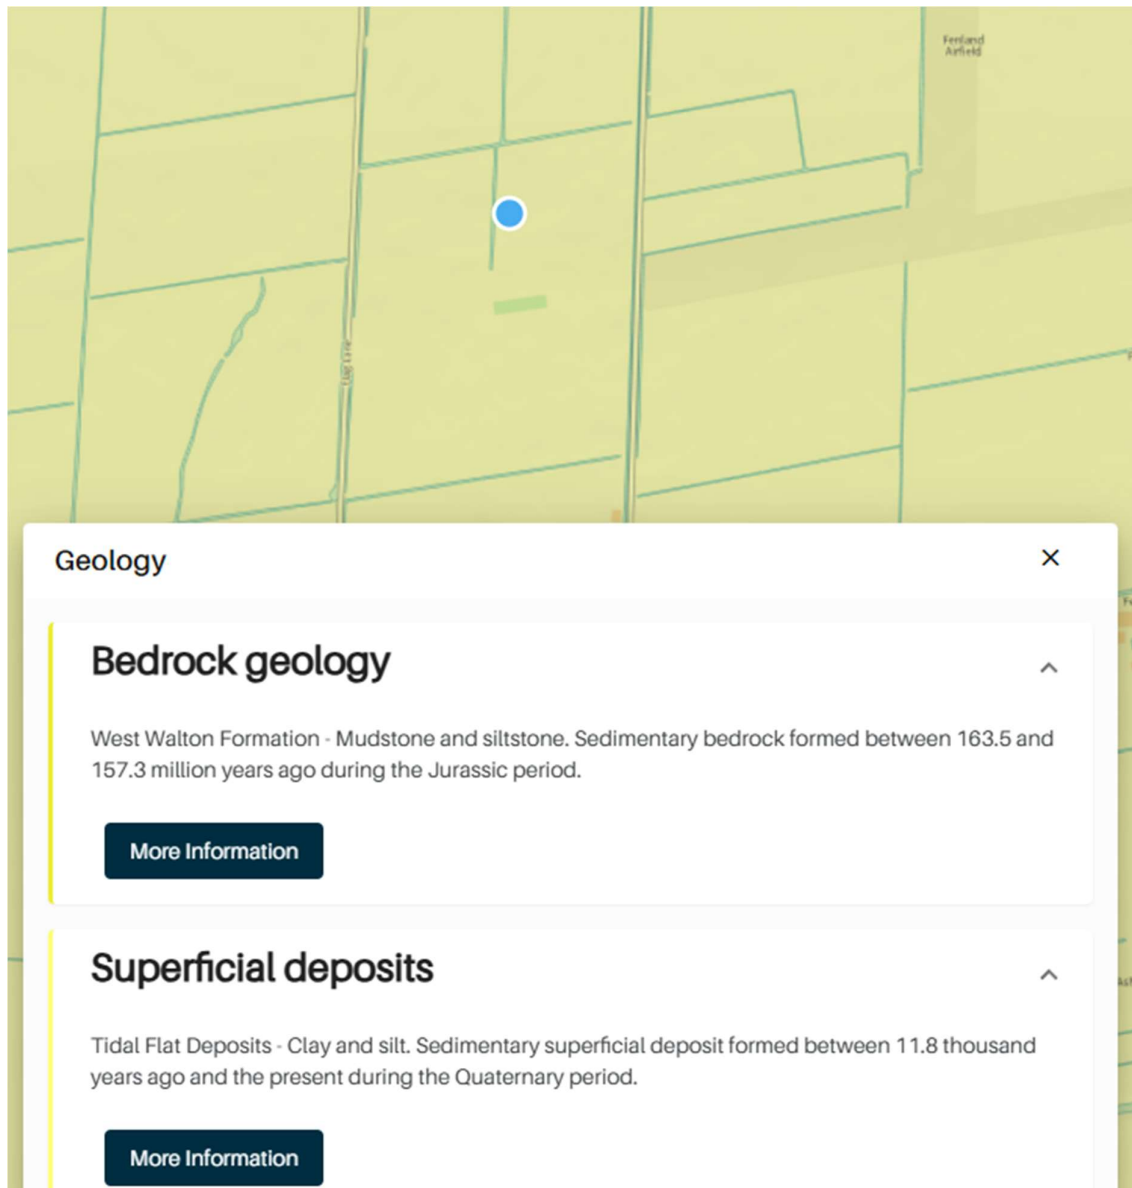 Fenland
Airfield
Geology
Bedrock geology
West Walton Formation - Mudstone and siltstone. Sedimentary bedrock formed between 163.5 and
157.3 million years ago during the Jurassic period.
More Information
Superficial deposits
Tidal Flat Deposits - Clay and silt. Sedimentary superficial deposit formed between 11.8 thousand
years ago and the present during the Quaternary period.
More Information